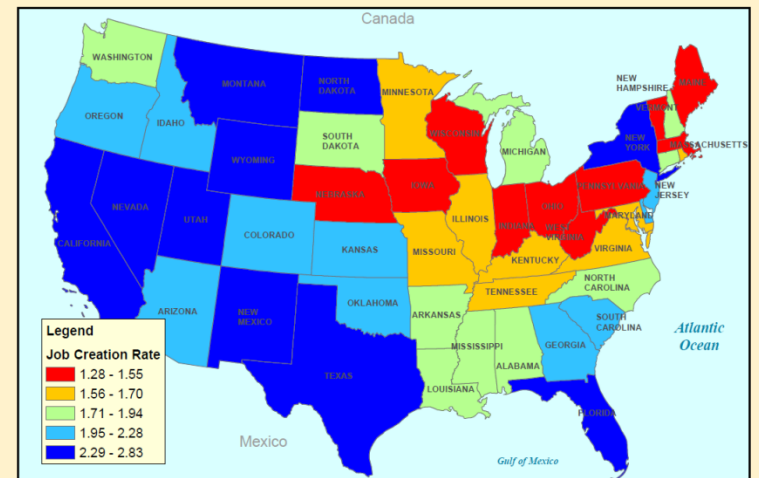 Canada
WASHINGTON
MONTANA
NORTH
DAKOTA
MINNESOTA
NEW
HAMPSHIRE
MAINE
VERMONT
OREGON
IDAHO
WISCONSIN
SOUTH
DAKOTA
MICHIGAN
NEW
YORK
MASSACHUSETTS
WYOMING
NEBRASKA
IOWA
PENNSYLVANIA
NEW
JERSEY
NEVADA
UTAH
CALIFORNIA
COLORADO
KANSAS
MISSOURI
ILLINOIS
INDIANA
OHIO
WEST
VIRGINIA
MARYLAND
VIRGINIA
KENTUCKY
TENNESSEE
NORTH
CAROLINA
ARIZONA
NEW
MEXICO
OKLAHOMA
ARKANSAS
SOUTH
CAROLINA
GEORGIA
MISSISSIPPI
ALABAMA
TEXAS
LOUISIANA
FLORIDA
Atlantic
Ocean
Legend
Job Creation Rate
1.28 - 1.55
1.56 - 1.70
1.71 - 1.94
1.95 - 2.28
2.29 - 2.83
Mexico
Gulf of Mexico